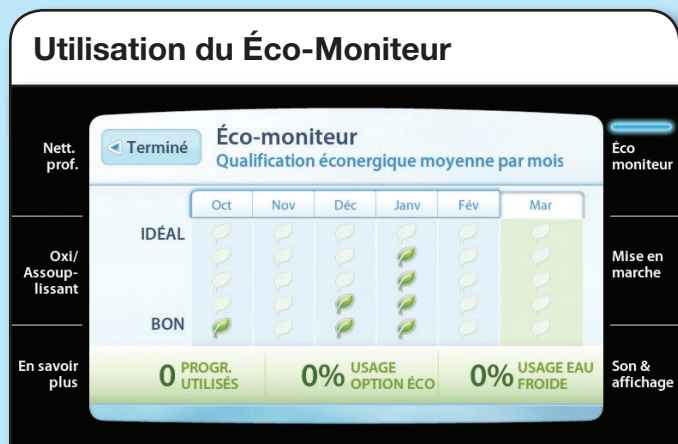 Utilisation du Éco-Moniteur
Nett.
prof.
Oxi/
Assoup-
lissant
En savoir
plus
Terminé
Éco-moniteur
Qualification éconergique moyenne par mois
Oct Nov Déc Janv Fév Mar
IDÉAL
BON
0 PROGR.
UTILISÉS
0% USAGE
OPTION ÉCO
0% USAGE EAU
FROIDE
Éco
moniteur
Mise en
marche
Son &
affichage